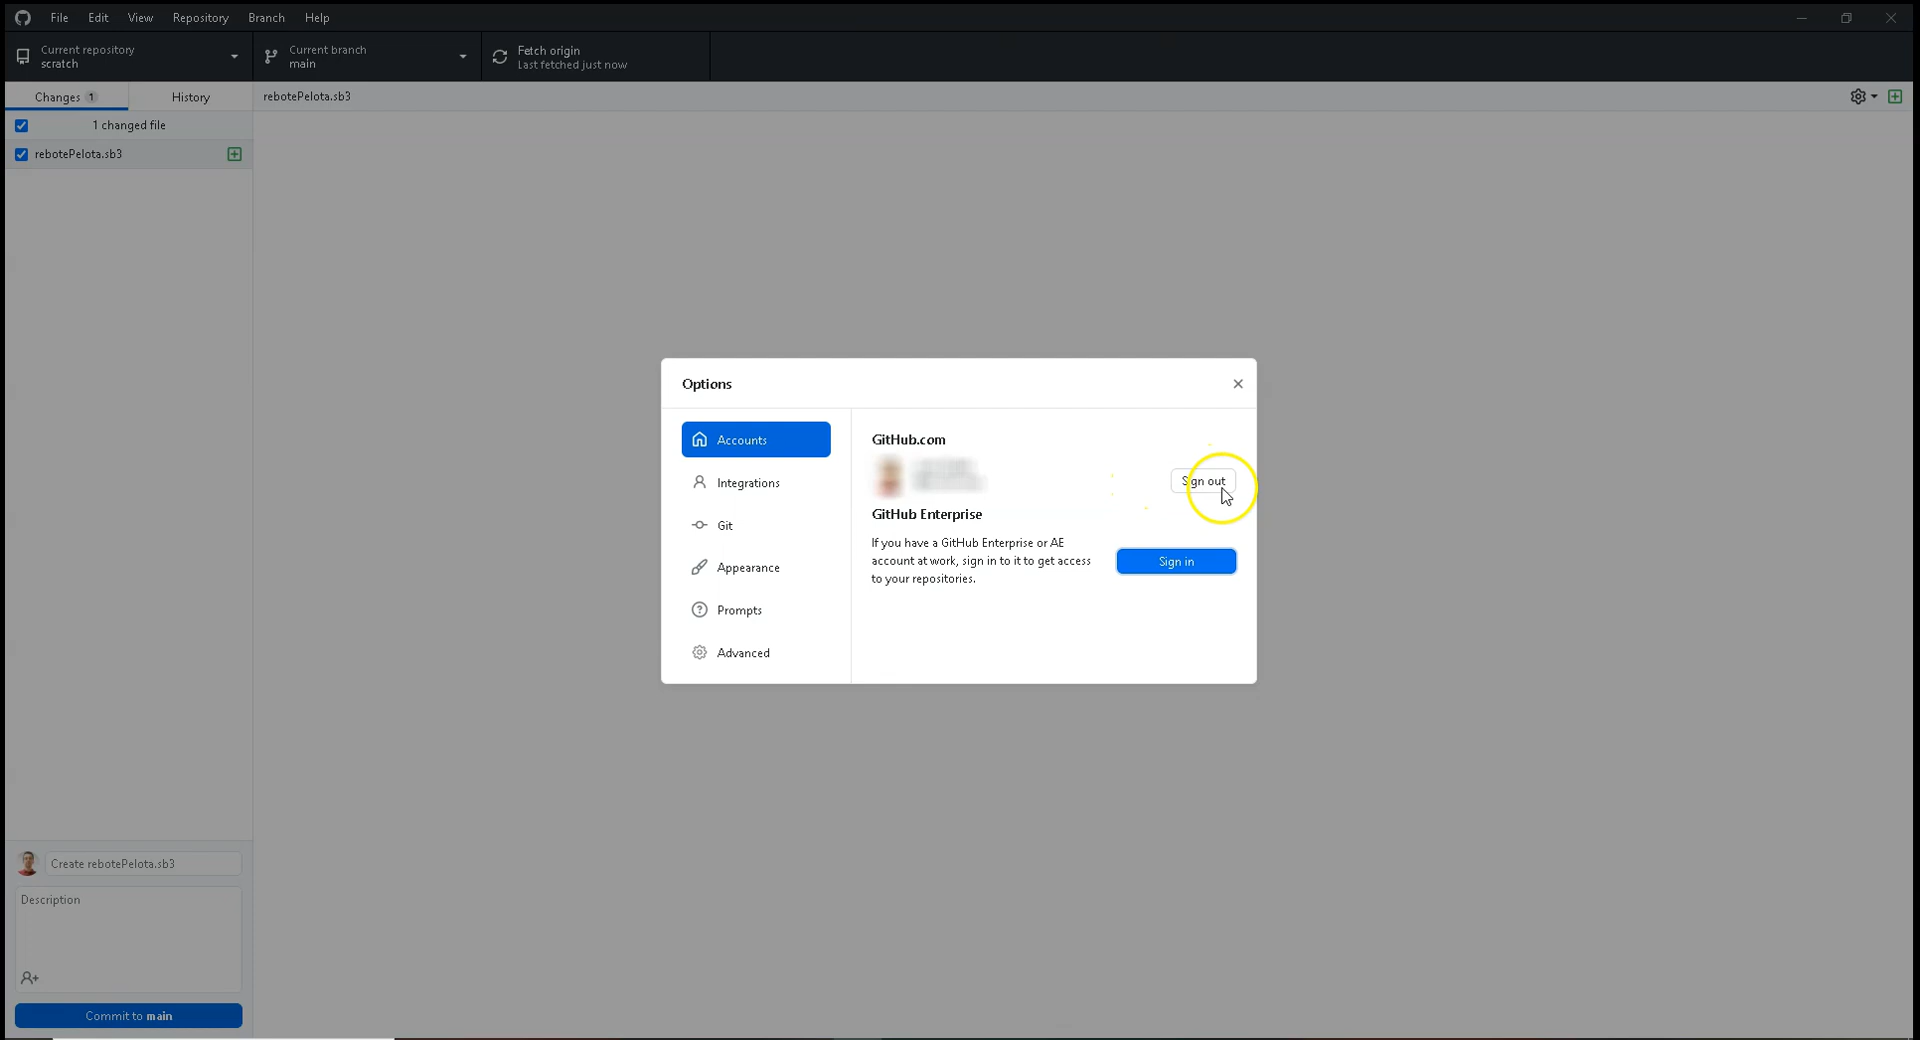 File Edit View Repository Branch Help
Current repository
scratch
Current branch
main
Fetch origin
Last fetched just now
Changes 1
History
rebotePelota.sb3
1 changed file
rebotePelota.sb3
Options
Accounts
Integrations
Git
Appearance
Prompts
Advanced
GitHub.com
Sign out
GitHub Enterprise
If you have a GitHub Enterprise or AE
account at work, sign in to it to get access
to your repositories.
Sign in
Create rebotePelota.sb3
Description
Commit to main